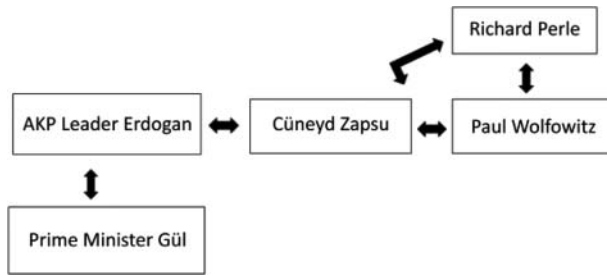 Richard Perle
AKP Leader Erdogan
Cüneyd Zapsu
Paul Wolfowitz
Prime Minister Gül